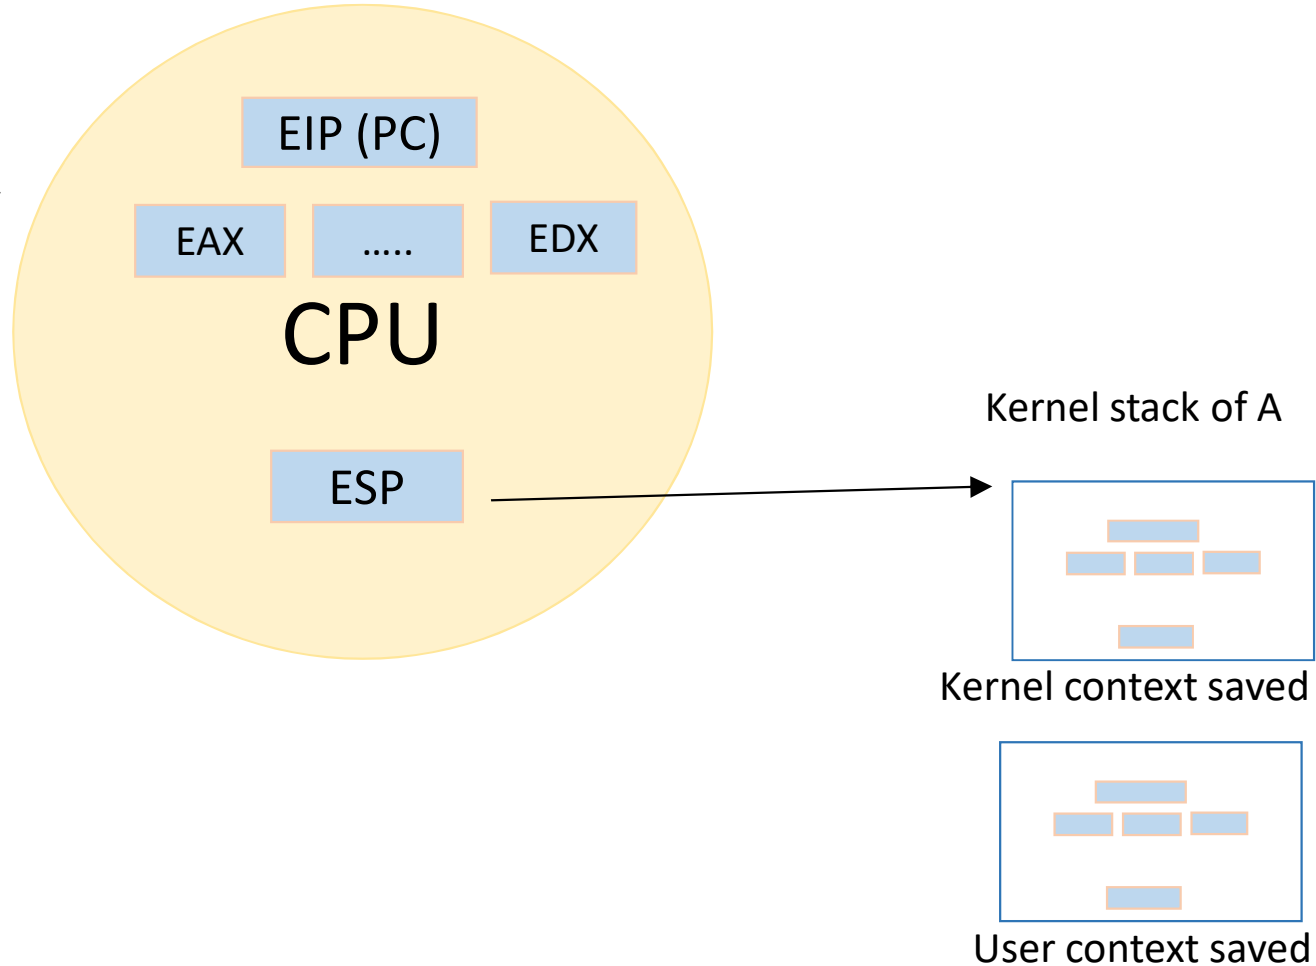 EIP (PC)
EAX
.....
EDX
CPU
ESP
Kernel stack of A
Kernel context saved
User context saved